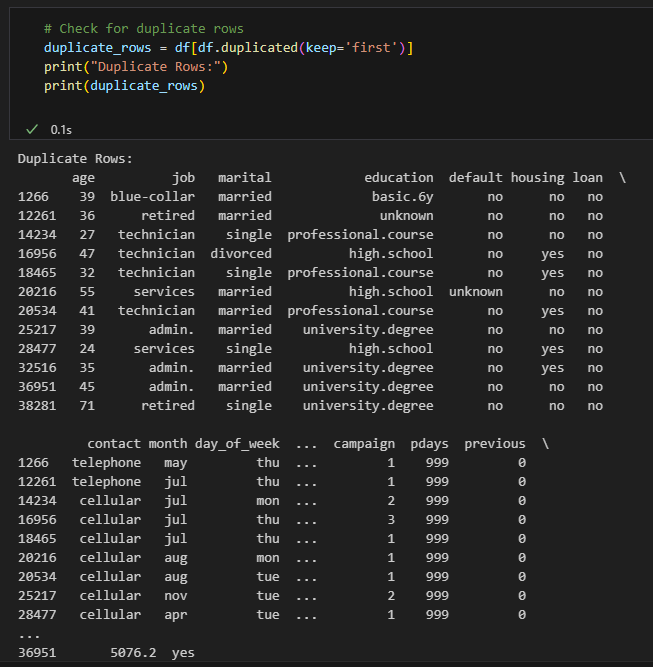 # Check for duplicate rows
duplicate_rows = df[df.duplicated(keep='first')]
print("Duplicate Rows:")
print(duplicate_rows)
0.1s
Duplicate Rows:
age job marital education default housing loan \
1266 39 blue-collar married basic.6y no no no
12261 36 retired married unknown no no no
14234 27 technician single professional.course no no no
16956 47 technician divorced high.school no yes no
18465 32 technician single professional.course no yes no
20216 55 services married high.school unknown no no
20534 41 technician married professional.course no yes no
25217 39 admin. married university.degree no no no
28477 24 services single high.school no yes no
32516 35 admin. married university.degree no yes no
36951 45 admin. married university.degree no no no
38281 71 retired single university.degree no no no
contact month day_of_week ... campaign pdays previous \
1266 telephone may thu ... 1 999 0
12261 telephone jul thu ... 1 999 0
14234 cellular jul mon ... 2 999 0
16956 cellular jul thu ... 3 999 0
18465 cellular jul thu ... 1 999 0
20216 cellular aug mon ... 1 999 0
20534 cellular aug tue ... 1 999 0
25217 cellular nov tue ... 2 999 0
28477 cellular apr tue ... 1 999 0
...
36951 5076.2 yes